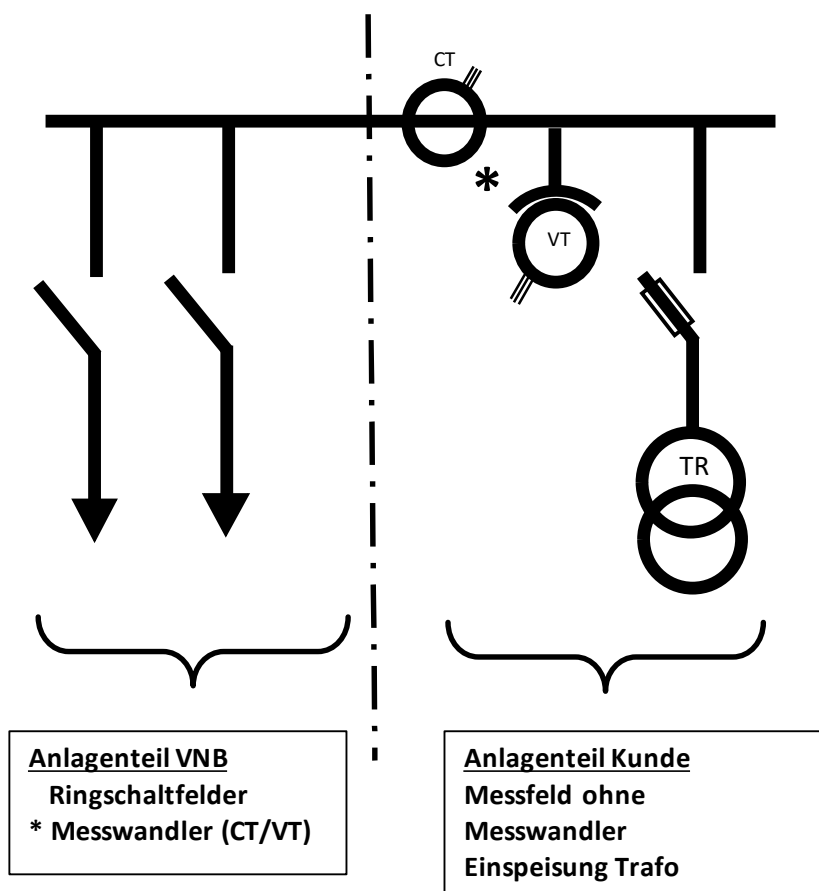 CT
*
VT
TR
Anlagenteil VNB
Ringschaltfelder
* Messwandler (CT/VT)
Anlagenteil Kunde
Messfeld ohne
Messwandler
Einspeisung Trafo